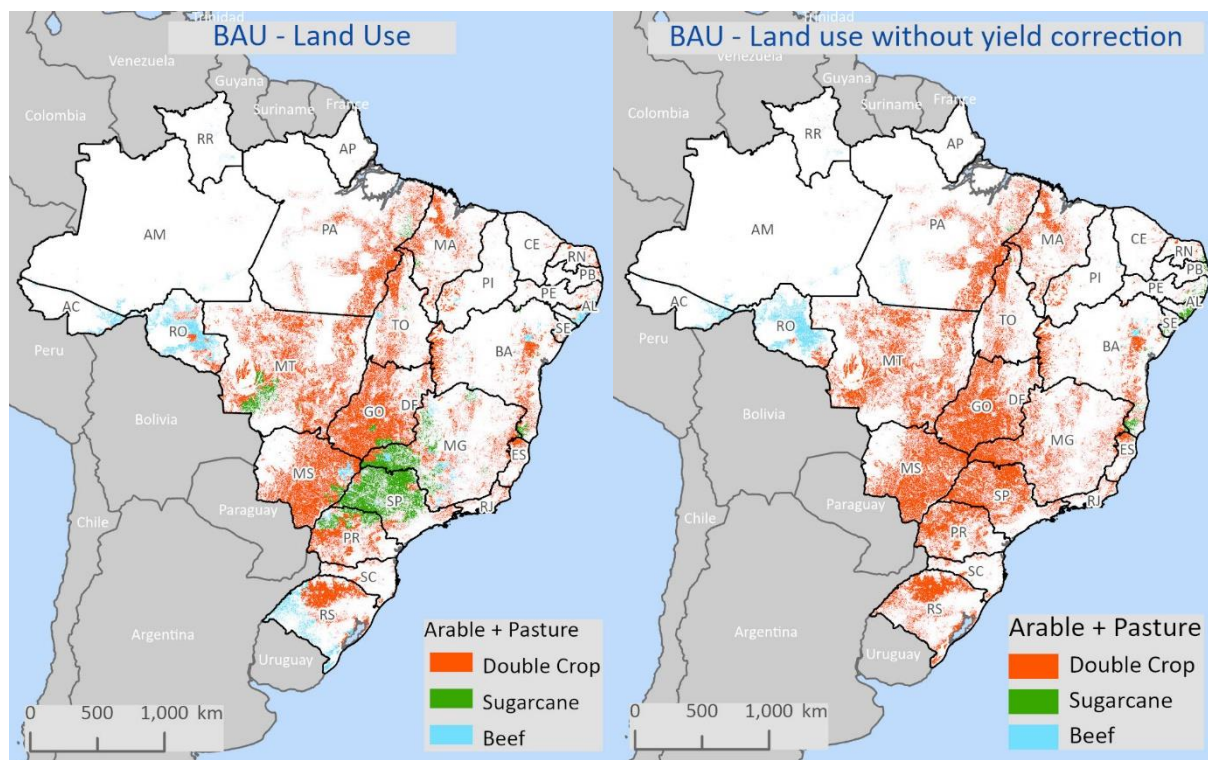 BAU - Land Use
Trinidad
Venezuela
Guyana
Suriname
France
Colombia
RR
AP
AM
PA
MA
CE
RN
PB
PE
AL
SE
PI
AC
RO
TO
BA
MT
Peru
Bolivia
GO
DF
MG
ES
MS
SP
RJ
Paraguay
Chile
PR
SC
RS
Argentina
Uruguay
Arable + Pasture
Double Crop
Sugarcane
Beef
0 500 1,000 km
BAU - Land use without yield correction
Trinidad
Venezuela
Guyana
Suriname
France
Colombia
RR
AP
AM
PA
MA
CE
RN
PB
PE
AL
SE
PI
AC
RO
TO
BA
MT
Peru
Bolivia
GO
DF
MG
ES
MS
SP
RJ
Paraguay
Chile
PR
SC
RS
Argentina
Uruguay
Arable + Pasture
Double Crop
Sugarcane
Beef
0 500 1,000 km